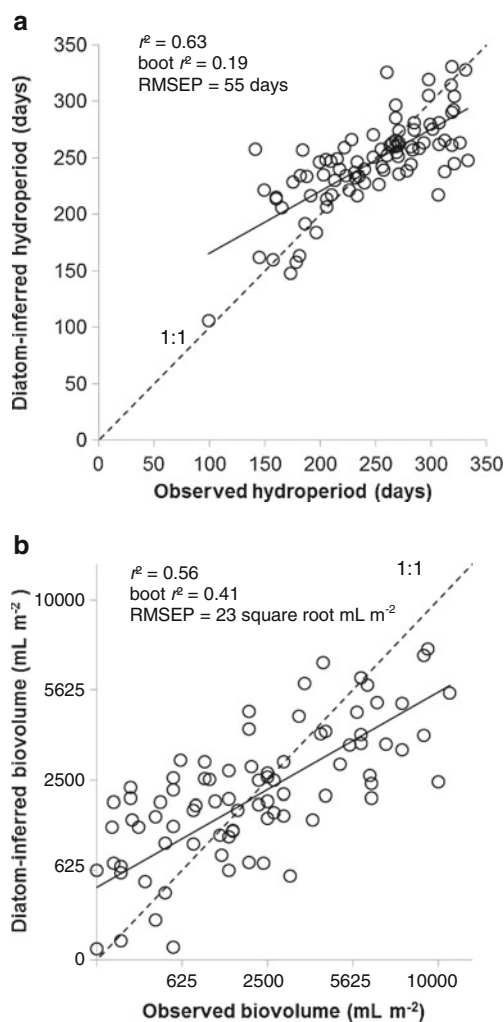 a
r² = 0.63
boot r² = 0.19
RMSEP = 55 days
Diatom-inferred hydroperiod (days)
350
300
250
200
150
100
50
0
1:1
0 50 100 150 200 250 300 350
Observed hydroperiod (days)
b
r² = 0.56
boot r² = 0.41
RMSEP = 23 square root mL m⁻²
1:1
Diatom-inferred biovolume (mL m⁻²)
10000
5625
2500
625
0
625 2500 5625 10000
Observed biovolume (mL m⁻²)